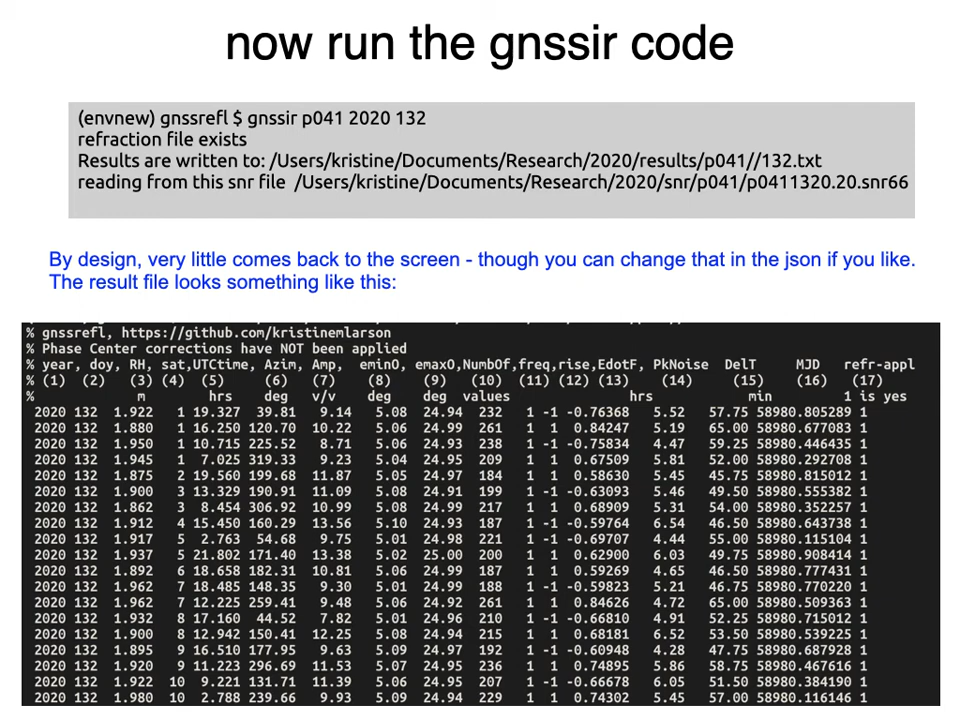 now run the gnssir code
(envnew) gnssrefl $ gnssir p041 2020 132
refraction file exists
Results are written to: /Users/kristine/Documents/Research/2020/results/p041//132.txt
reading from this snr file /Users/kristine/Documents/Research/2020/snr/p041/p0411320.20.snr66
By design, very little comes back to the screen - though you can change that in the json if you like.
The result file looks something like this:
% gnssrefl, https://github.com/kristinemlarson
% Phase Center corrections have NOT been applied
% year, doy, RH, sat,UTCtime, Azim, Amp, eminO, emaxO,NumbOf,freq,rise,EdotF, PkNoise DelT MJD refr-appl
% (1) (2) (3) (4) (5) (6) (7) (8) (9) (10) (11) (12) (13) (14) (15) (16) (17)
% m hrs deg v/v deg deg values hrs min 1 is yes
2020 132 1.922 1 19.327 39.81 9.14 5.08 24.94 232 1 -1 -0.76368 5.52 57.75 58980.805289 1
2020 132 1.880 1 16.250 120.70 10.22 5.06 24.99 261 1 1 0.84247 5.19 65.00 58980.677083 1
2020 132 1.950 1 10.715 225.52 8.71 5.06 24.93 238 1 -1 -0.75834 4.47 59.25 58980.446435 1
2020 132 1.945 1 7.025 319.33 9.23 5.04 24.95 209 1 1 0.67509 5.81 52.00 58980.292708 1
2020 132 1.875 2 19.560 199.68 11.87 5.05 24.97 184 1 1 0.58630 5.45 45.75 58980.815012 1
2020 132 1.900 3 13.329 190.91 11.09 5.08 24.91 199 1 -1 -0.63093 5.46 49.50 58980.555382 1
2020 132 1.862 3 8.454 306.92 10.99 5.08 24.99 217 1 1 0.68909 5.31 54.00 58980.352257 1
2020 132 1.912 4 15.450 160.29 13.56 5.10 24.93 187 1 -1 -0.59764 6.54 46.50 58980.643738 1
2020 132 1.917 5 2.763 54.68 9.75 5.01 24.98 221 1 -1 -0.69707 4.44 55.00 58980.115104 1
2020 132 1.937 5 21.802 171.40 13.38 5.02 25.00 200 1 1 0.62900 6.03 49.75 58980.908414 1
2020 132 1.892 6 18.658 182.31 10.81 5.06 24.99 187 1 1 0.59269 4.65 46.50 58980.777431 1
2020 132 1.962 7 18.485 148.35 9.30 5.01 24.99 188 1 -1 -0.59823 5.21 46.75 58980.770220 1
2020 132 1.962 7 12.225 259.41 9.48 5.06 24.92 261 1 1 0.84626 4.72 65.00 58980.509363 1
2020 132 1.932 8 17.160 44.52 7.82 5.01 24.96 210 1 -1 -0.66810 4.91 52.25 58980.715012 1
2020 132 1.900 8 12.942 150.41 12.25 5.08 24.94 215 1 1 0.68181 6.52 53.50 58980.539225 1
2020 132 1.895 9 16.510 177.95 9.63 5.09 24.97 192 1 -1 -0.60948 4.28 47.75 58980.687928 1
2020 132 1.920 9 11.223 296.69 11.53 5.07 24.95 236 1 1 0.74895 5.86 58.75 58980.467616 1
2020 132 1.922 10 9.221 131.71 11.39 5.06 24.95 207 1 -1 -0.66678 6.05 51.50 58980.384190 1
2020 132 1.980 10 2.788 239.66 9.93 5.09 24.94 229 1 1 0.74302 5.45 57.00 58980.116146 1